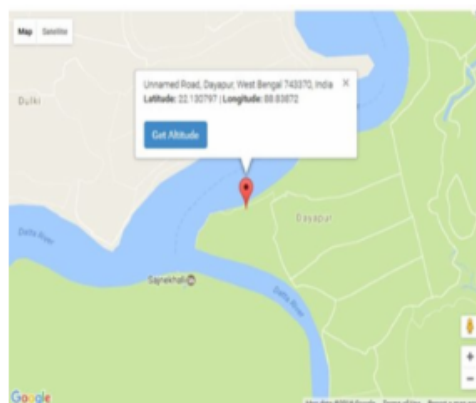 Map Satellite
Unnamed Road, Dayapur, West Bengal 743370, India
Latitude: 22.130797 | Longitude: 88.83872
Get Altitude
Dulki
Dayapur
Datta River
Sajnekhali
Datta River
Google